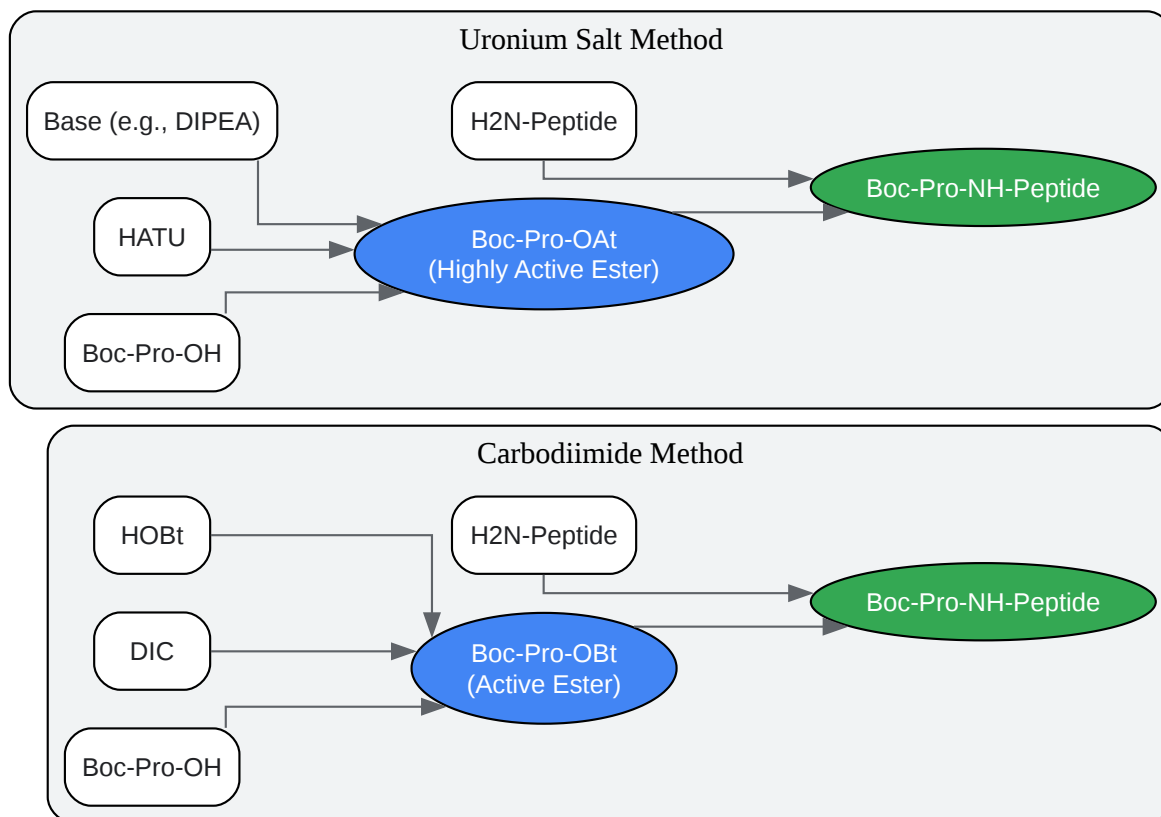 Uronium Salt Method
Base (e.g., DIPEA)
H2N-Peptide
Boc-Pro-NH-Peptide
HATU
Boc-Pro-OAt
(Highly Active Ester)
Boc-Pro-OH
Carbodiimide Method
HOBt
H2N-Peptide
Boc-Pro-NH-Peptide
DIC
Boc-Pro-OBt
(Active Ester)
Boc-Pro-OH